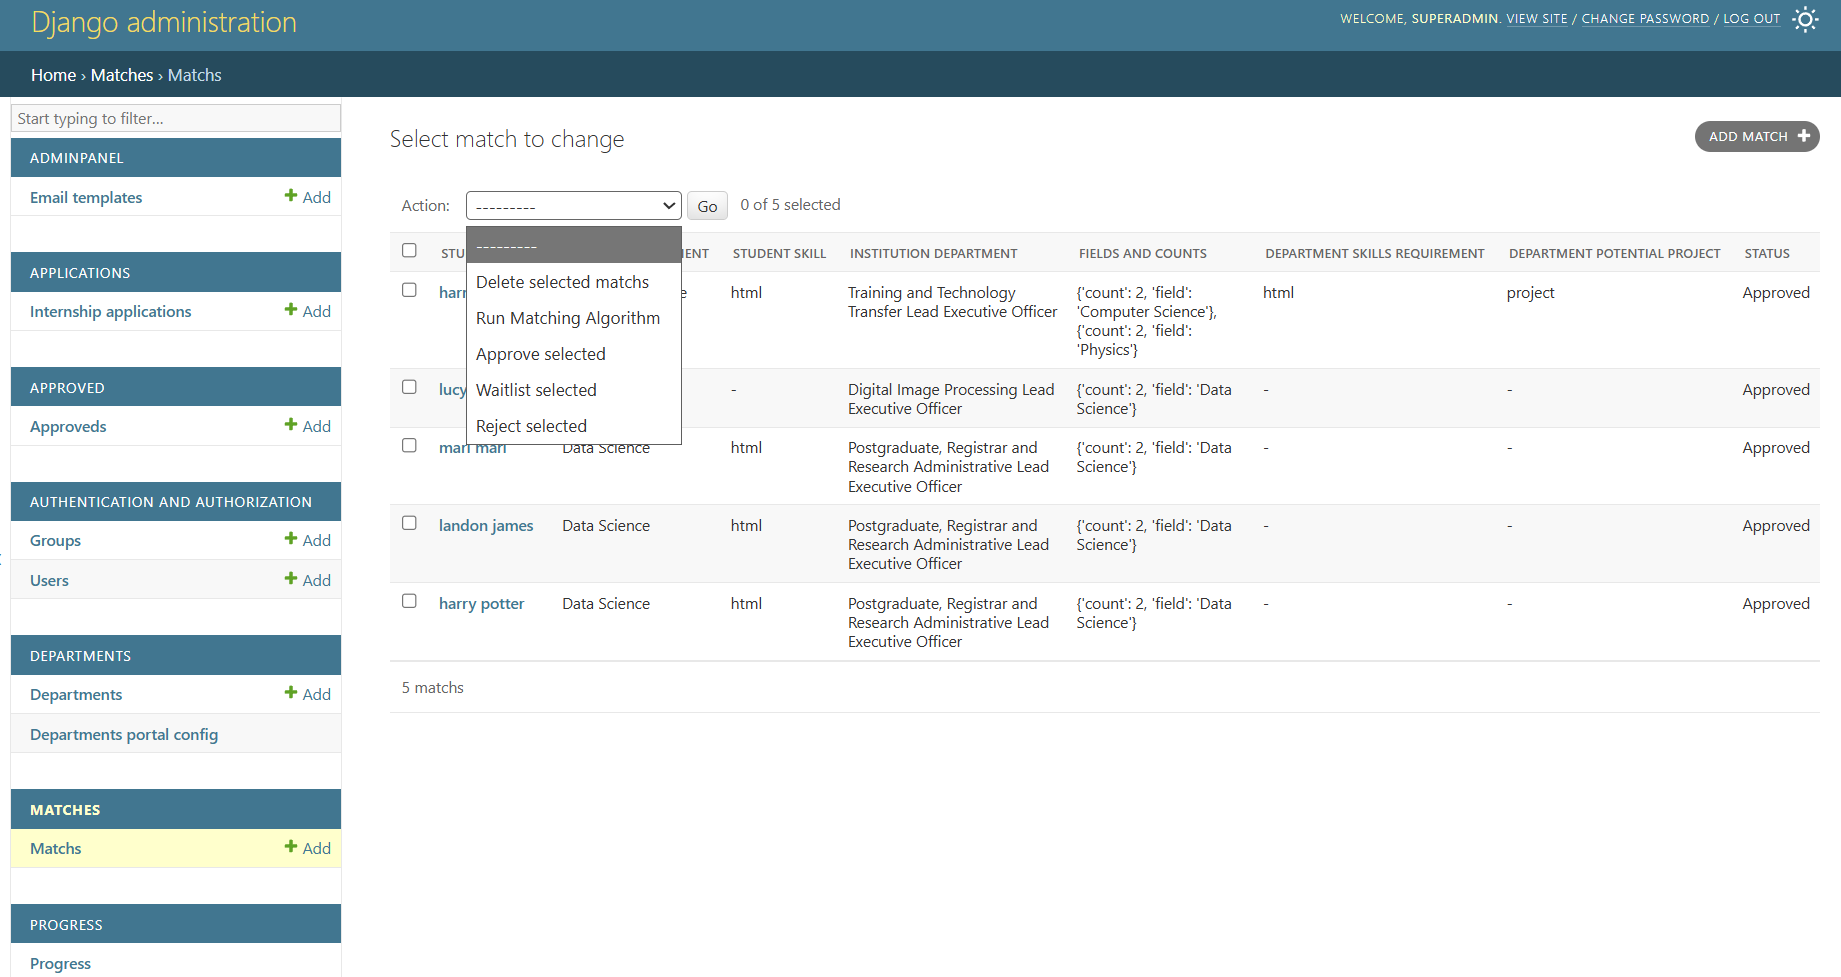 Django administration
WELCOME, SUPERADMIN. VIEW SITE / CHANGE PASSWORD / LOG OUT
Home › Matches › Matchs
Start typing to filter...
ADMINPANEL
Email templates
Add
APPLICATIONS
Internship applications
Add
APPROVED
Approveds
Add
AUTHENTICATION AND AUTHORIZATION
Groups
Add
Users
Add
DEPARTMENTS
Departments
Add
Departments portal config
MATCHES
Matchs
Add
PROGRESS
Progress
Select match to change
ADD MATCH
Action:
---------
Go
0 of 5 selected
---------
Delete selected matchs
Run Matching Algorithm
Approve selected
Waitlist selected
Reject selected
STUDENT SKILL
INSTITUTION DEPARTMENT
FIELDS AND COUNTS
DEPARTMENT SKILLS REQUIREMENT
DEPARTMENT POTENTIAL PROJECT
STATUS
html
Training and Technology
Transfer Lead Executive Officer
{'count': 2, 'field':
'Computer Science'},
{'count': 2, 'field':
'Physics'}
html
project
Approved
lucy
-
Digital Image Processing Lead
Executive Officer
{'count': 2, 'field': 'Data
Science'}
-
-
Approved
Data Science
html
Postgraduate, Registrar and
Research Administrative Lead
Executive Officer
{'count': 2, 'field': 'Data
Science'}
-
-
Approved
landon james
Data Science
html
Postgraduate, Registrar and
Research Administrative Lead
Executive Officer
{'count': 2, 'field': 'Data
Science'}
-
-
Approved
harry potter
Data Science
html
Postgraduate, Registrar and
Research Administrative Lead
Executive Officer
{'count': 2, 'field': 'Data
Science'}
-
-
Approved
5 matchs